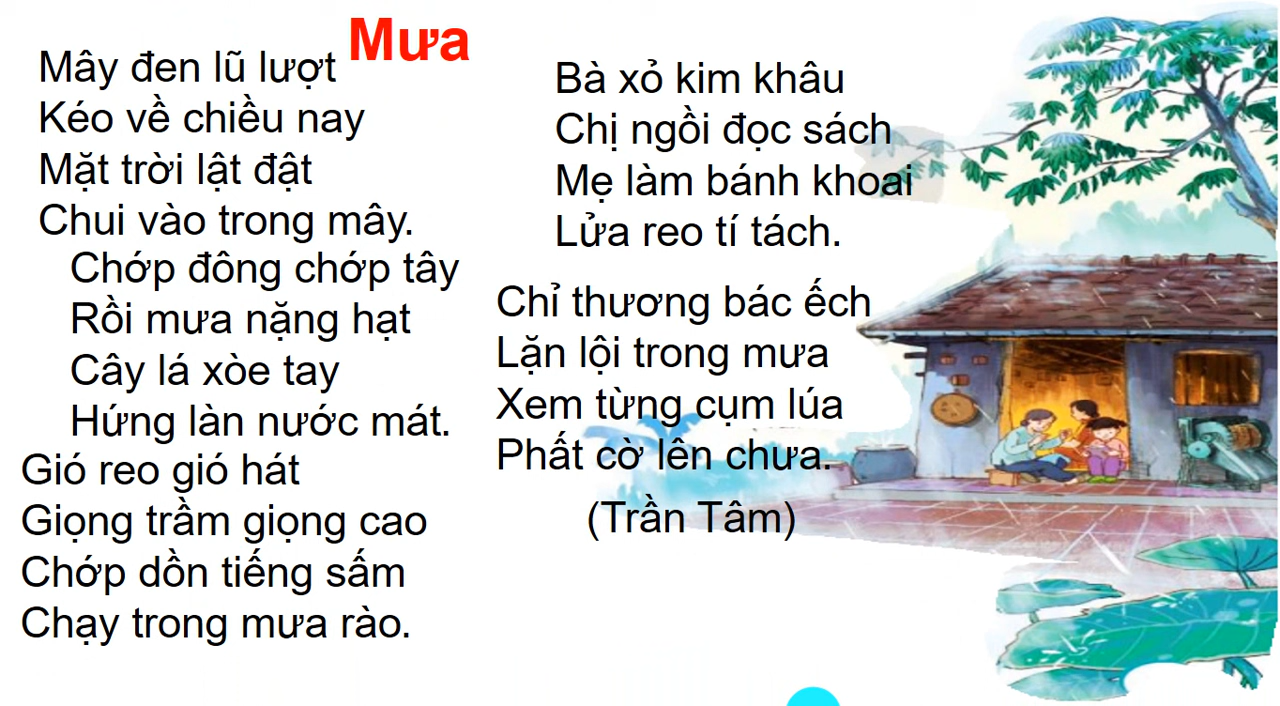 Mưa
Mây đen lũ lượt
Kéo về chiều nay
Mặt trời lật đật
Chui vào trong mây.
Chớp đông chớp tây
Rồi mưa nặng hạt
Cây lá xòe tay
Hứng làn nước mát.
Gió reo gió hát
Giọng trầm giọng cao
Chớp dồn tiếng sấm
Chạy trong mưa rào.
Bà xỏ kim khâu
Chị ngồi đọc sách
Mẹ làm bánh khoai
Lửa reo tí tách.
Chỉ thương bác ếch
Lặn lội trong mưa
Xem từng cụm lúa
Phất cờ lên chưa.
(Trần Tâm)